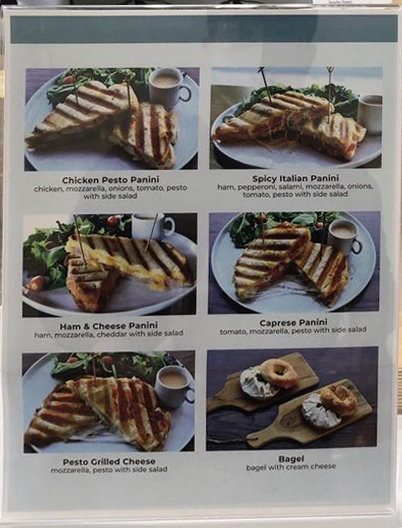 Chicken Pesto Panini
chicken, mozzarella, onions, tomato, pesto
with side salad
Spicy Italian Panini
ham, pepperoni, salami, mozzarella, onions,
tomato, pesto with side salad
Ham & Cheese Panini
ham, mozzarella, cheddar with side salad
Caprese Panini
tomato, mozzarella, pesto with side salad
Pesto Grilled Cheese
mozzarella, pesto with side salad
Bagel
bagel with cream cheese